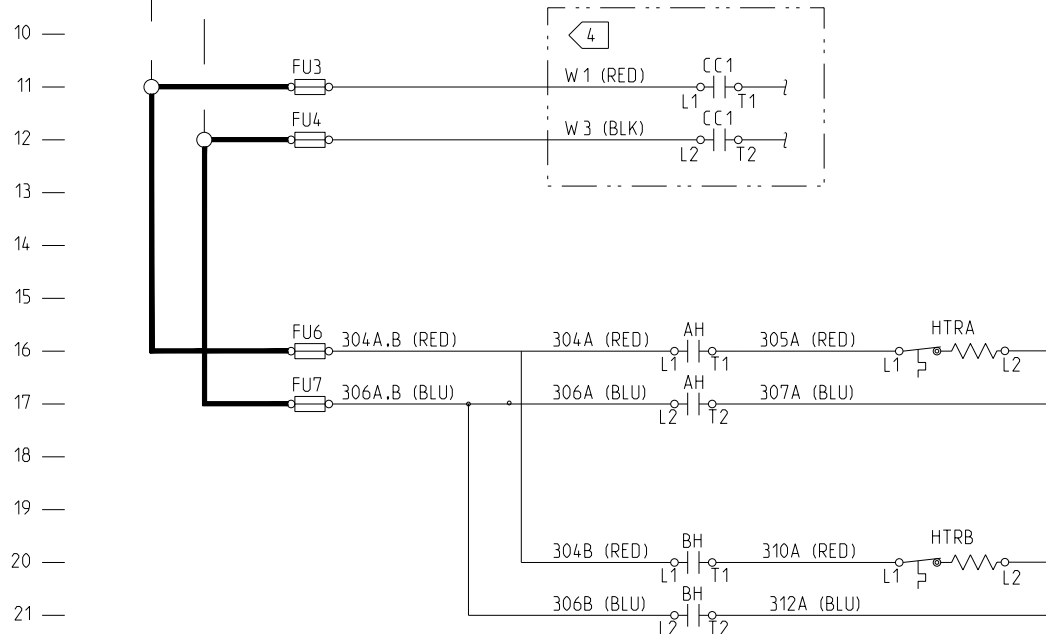 10
4
FU3
W1 (RED)
CC1
11
L1
T1
FU4
W3 (BLK)
CC1
12
L2
T2
13
14
15
FU6
304A.B (RED)
304A (RED)
AH
305A (RED)
HTRA
16
L1
T1
L1
L2
FU7
306A.B (BLU)
306A (BLU)
AH
307A (BLU)
17
L2
T2
18
19
304B (RED)
BH
310A (RED)
HTRB
20
L1
T1
L1
L2
306B (BLU)
BH
312A (BLU)
21
L2
T2